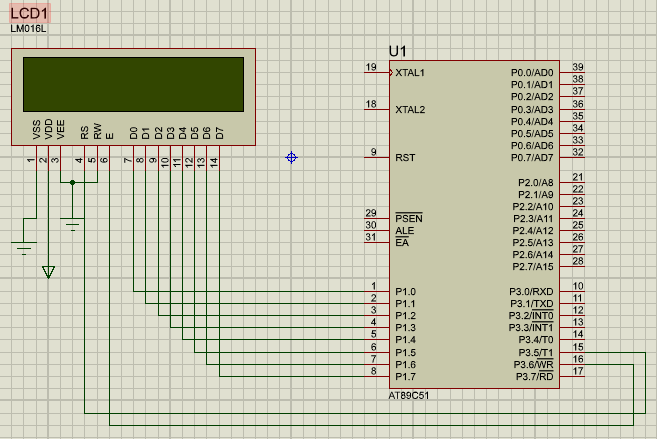 LCD1
LM016L
VSS VDD VEE RS RW E D0 D1 D2 D3 D4 D5 D6 D7
1 2 3 4 5 6 7 8 9 10 11 12 13 14
U1
19 XTAL1 P0.0/AD0 39
P0.1/AD1 38
P0.2/AD2 37
18 XTAL2 P0.3/AD3 36
P0.4/AD4 35
P0.5/AD5 34
P0.6/AD6 33
9 RST P0.7/AD7 32
P2.0/A8 21
P2.1/A9 22
P2.2/A10 23
29 PSEN P2.3/A11 24
30 ALE P2.4/A12 25
31 EA P2.5/A13 26
P2.6/A14 27
P2.7/A15 28
1 P1.0 P3.0/RXD 10
2 P1.1 P3.1/TXD 11
3 P1.2 P3.2/INT0 12
4 P1.3 P3.3/INT1 13
5 P1.4 P3.4/T0 14
6 P1.5 P3.5/T1 15
7 P1.6 P3.6/WR 16
8 P1.7 P3.7/RD 17
AT89C51